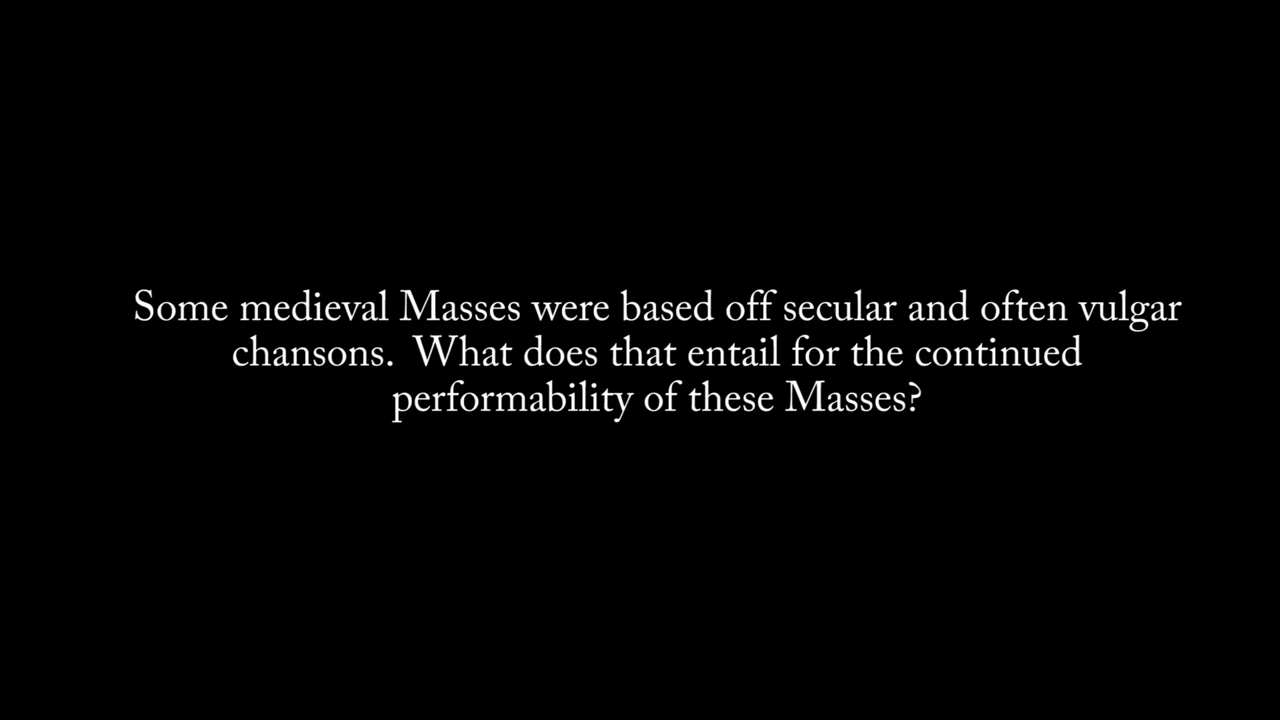 Some medieval Masses were based off secular and often vulgar
chansons.  What does that entail for the continued
performability of these Masses?